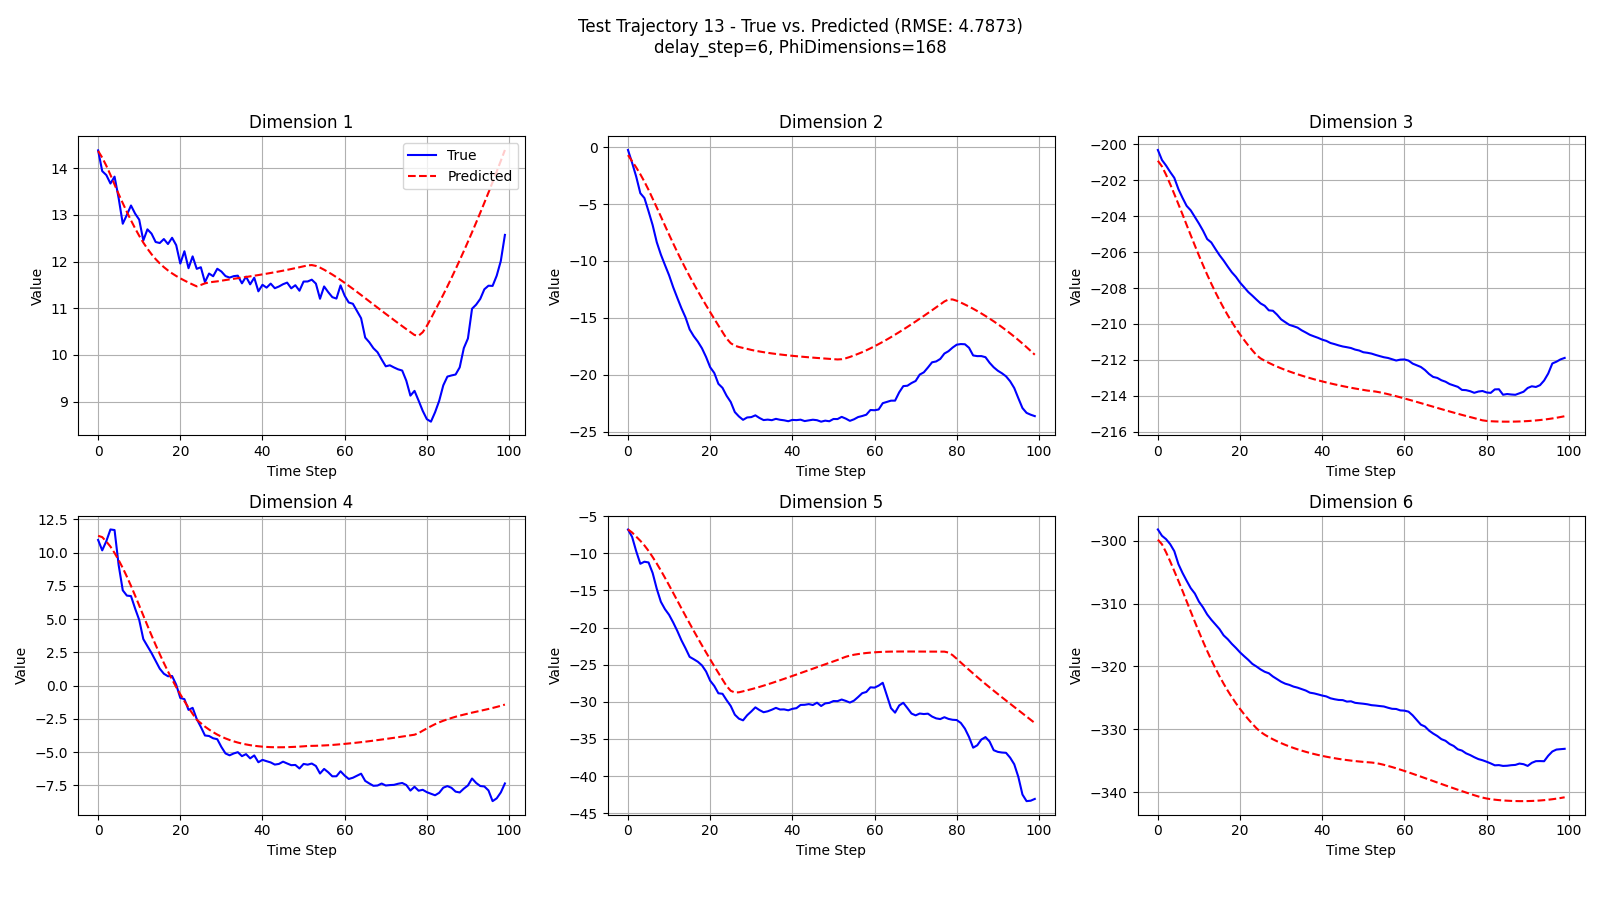 Test Trajectory 13 - True vs. Predicted (RMSE: 4.7873)
delay_step=6, PhiDimensions=168
Dimension 1
True
Predicted
Value
14
13
12
11
10
9
0 20 40 60 80 100
Time Step
Dimension 2
Value
0
−5
−10
−15
−20
−25
0 20 40 60 80 100
Time Step
Dimension 3
Value
−200
−202
−204
−206
−208
−210
−212
−214
−216
0 20 40 60 80 100
Time Step
Dimension 4
Value
12.5
10.0
7.5
5.0
2.5
0.0
−2.5
−5.0
−7.5
0 20 40 60 80 100
Time Step
Dimension 5
Value
−5
−10
−15
−20
−25
−30
−35
−40
−45
0 20 40 60 80 100
Time Step
Dimension 6
Value
−300
−310
−320
−330
−340
0 20 40 60 80 100
Time Step